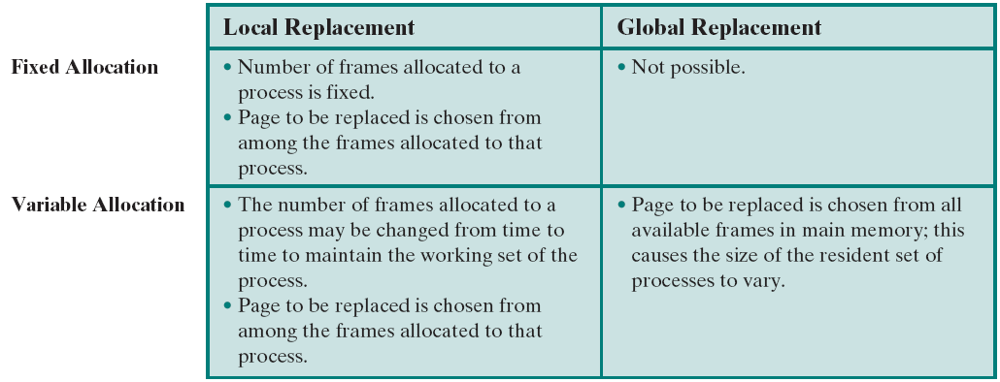 Local Replacement
Global Replacement
Fixed Allocation
• Number of frames allocated to a
process is fixed.
• Page to be replaced is chosen from
among the frames allocated to that
process.
• Not possible.
Variable Allocation
• The number of frames allocated to a
process may be changed from time to
time to maintain the working set of the
process.
• Page to be replaced is chosen from
among the frames allocated to that
process.
• Page to be replaced is chosen from all
available frames in main memory; this
causes the size of the resident set of
processes to vary.